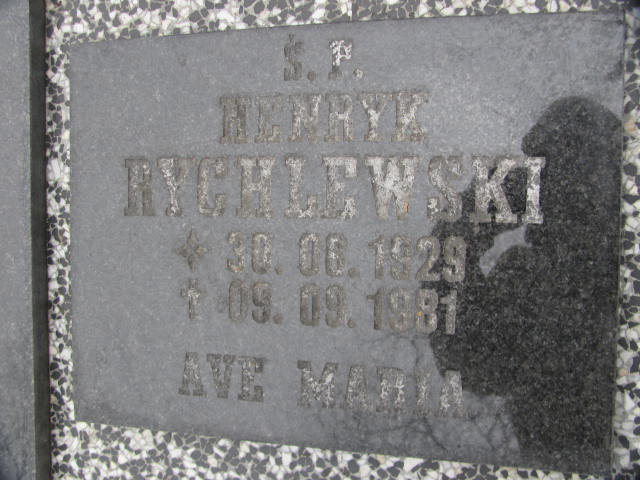 Ś. P.
HENRYK
RYCHLEWSKI
30. 06. 1929
09. 09. 1981
AVE MARIA